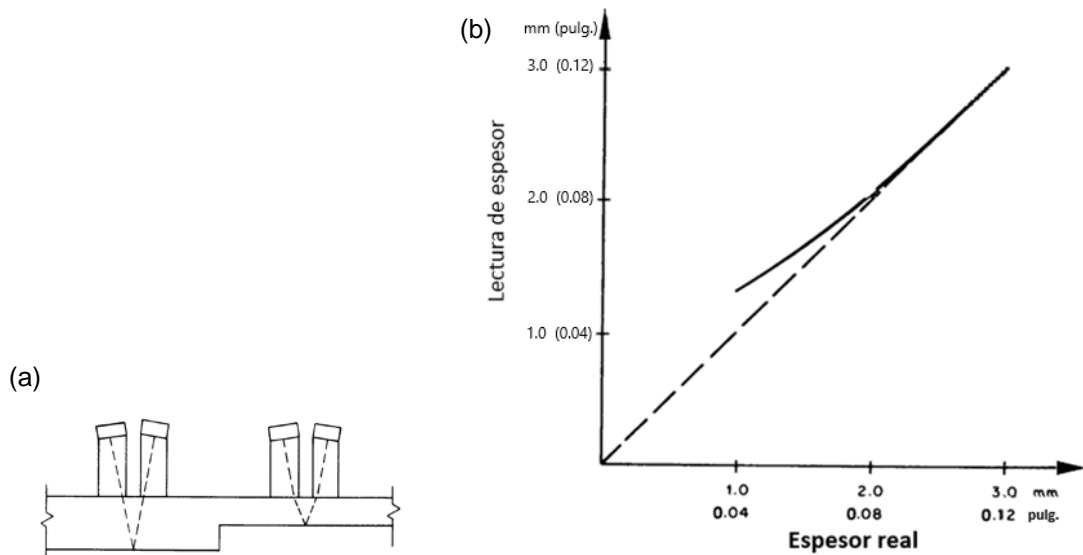 (b)
mm (pulg.)
3.0 (0.12)
2.0 (0.08)
1.0 (0.04)
Lectura de espesor
1.0 2.0 3.0 mm
0.04 0.08 0.12 pulg.
Espesor real
(a)